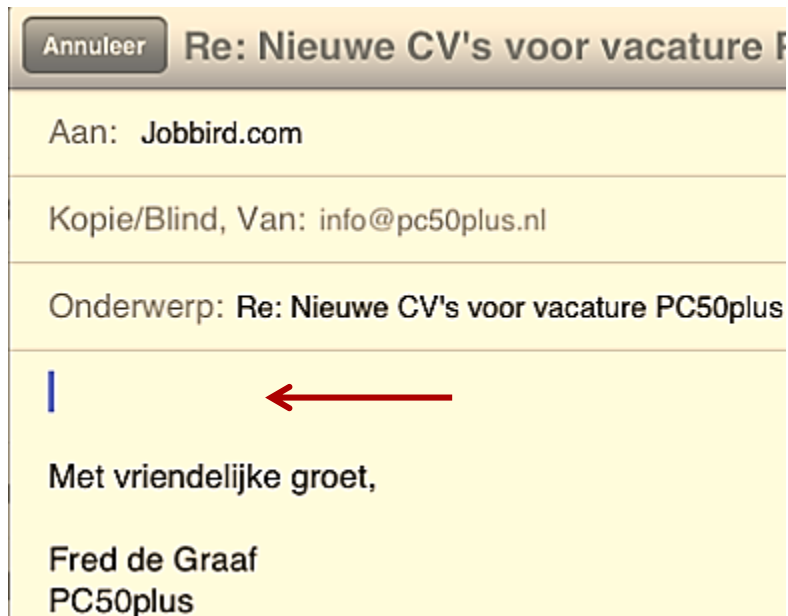 Annuleer Re: Nieuwe CV's voor vacature
Aan: Jobbird.com
Kopie/Blind, Van: info@pc50plus.nl
Onderwerp: Re: Nieuwe CV's voor vacature PC50plus
Met vriendelijke groet,
Fred de Graaf
PC50plus